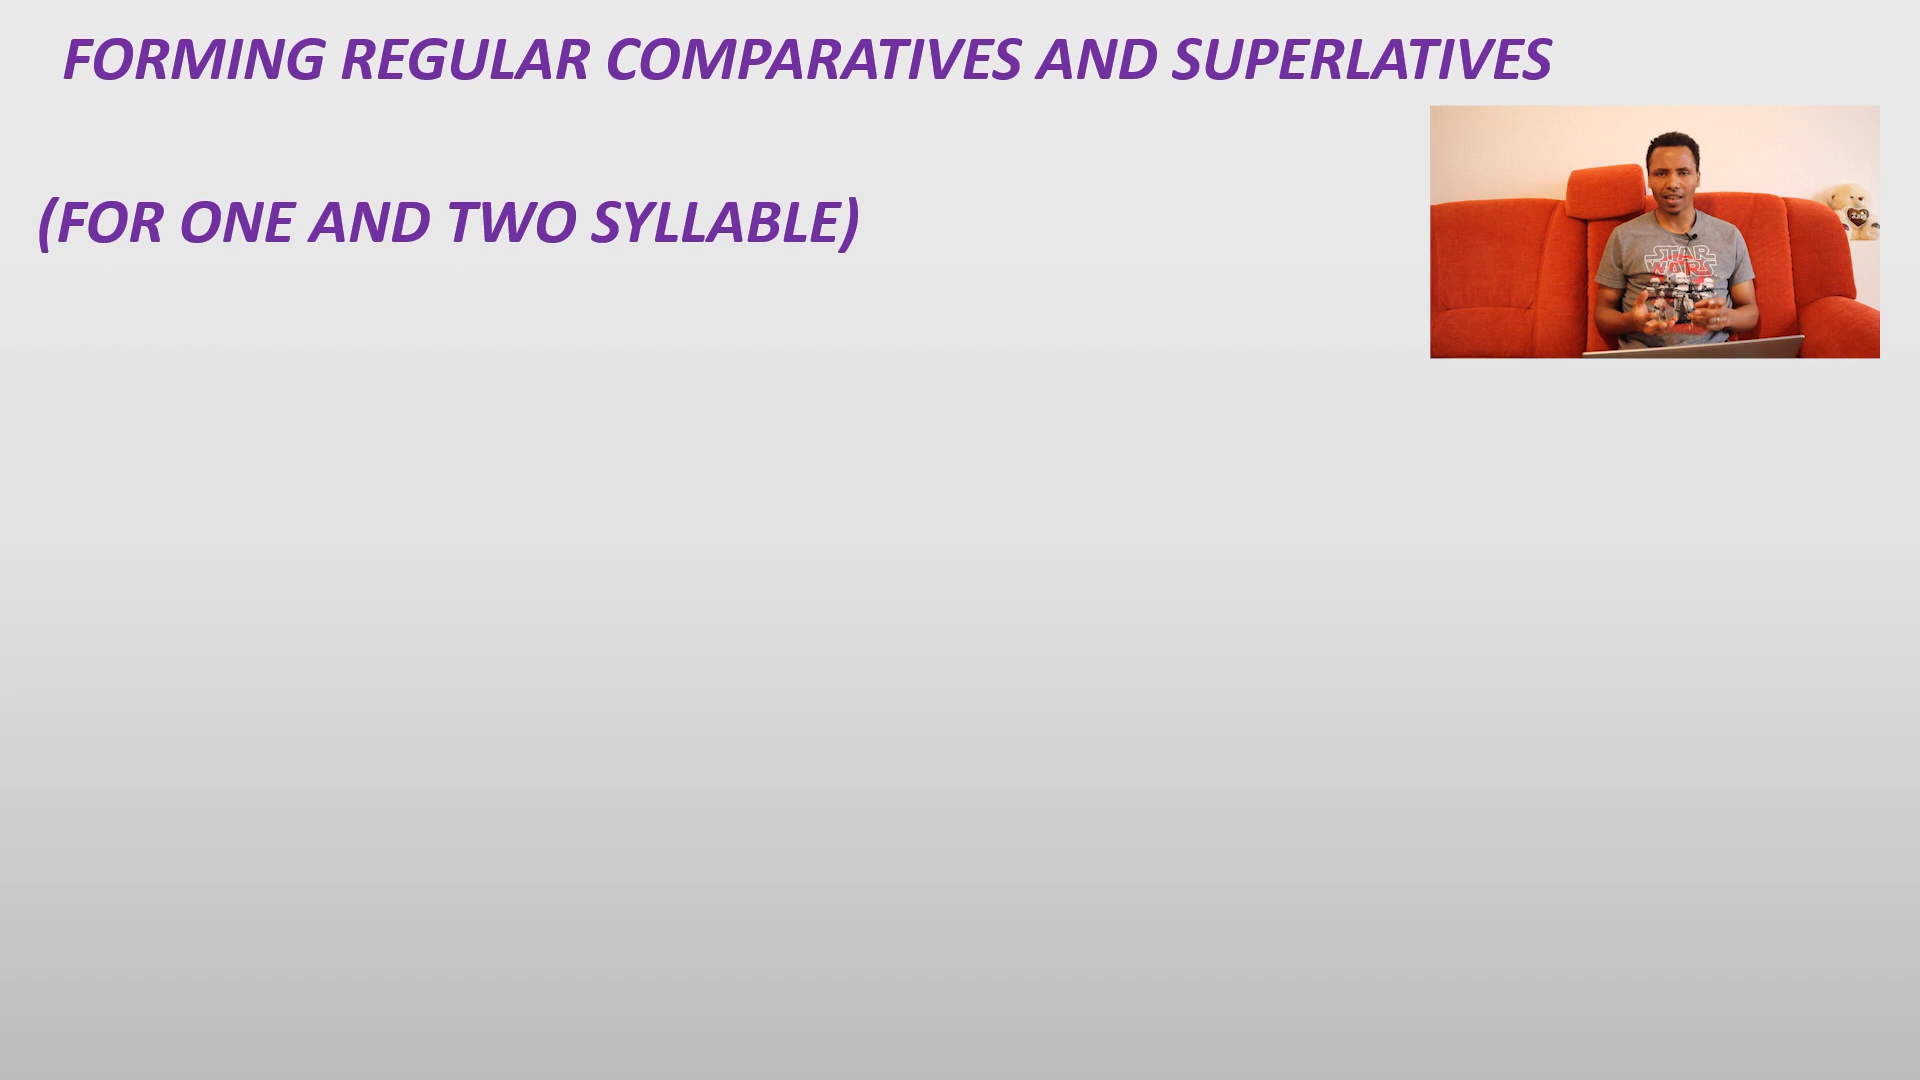 FORMING REGULAR COMPARATIVES AND SUPERLATIVES
(FOR ONE AND TWO SYLLABLE)
STAR
WARS